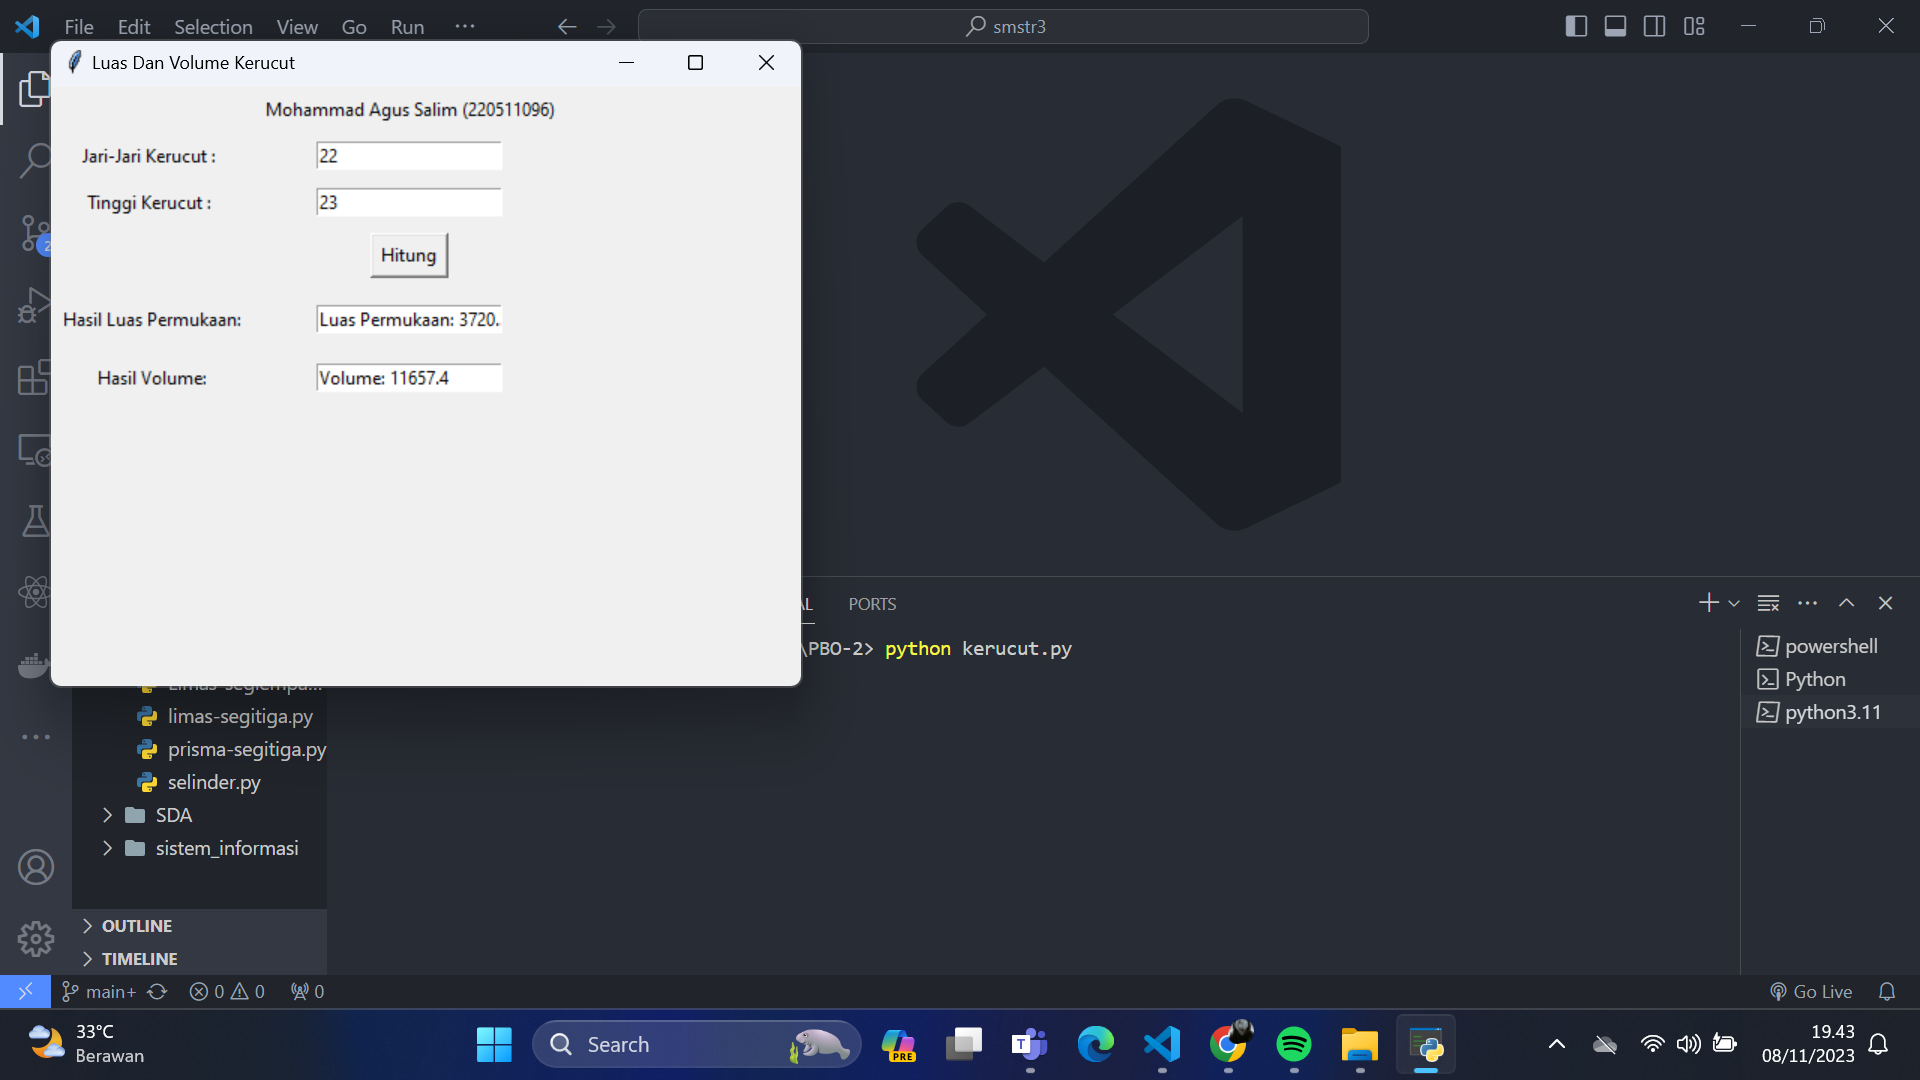 File Edit Selection View Go Run ···
smstr3
Luas Dan Volume Kerucut
Mohammad Agus Salim (220511096)
Jari-Jari Kerucut :
22
Tinggi Kerucut :
23
Hitung
Hasil Luas Permukaan:
Luas Permukaan: 3720.
Hasil Volume:
Volume: 11657.4
2
PORTS
\PBO-2> python kerucut.py
powershell
Python
python3.11
limas-segitiga.py
prisma-segitiga.py
selinder.py
SDA
sistem_informasi
OUTLINE
TIMELINE
main+ 0 0 0
Go Live
33°C
Berawan
Search
PRE
T
19.43
08/11/2023